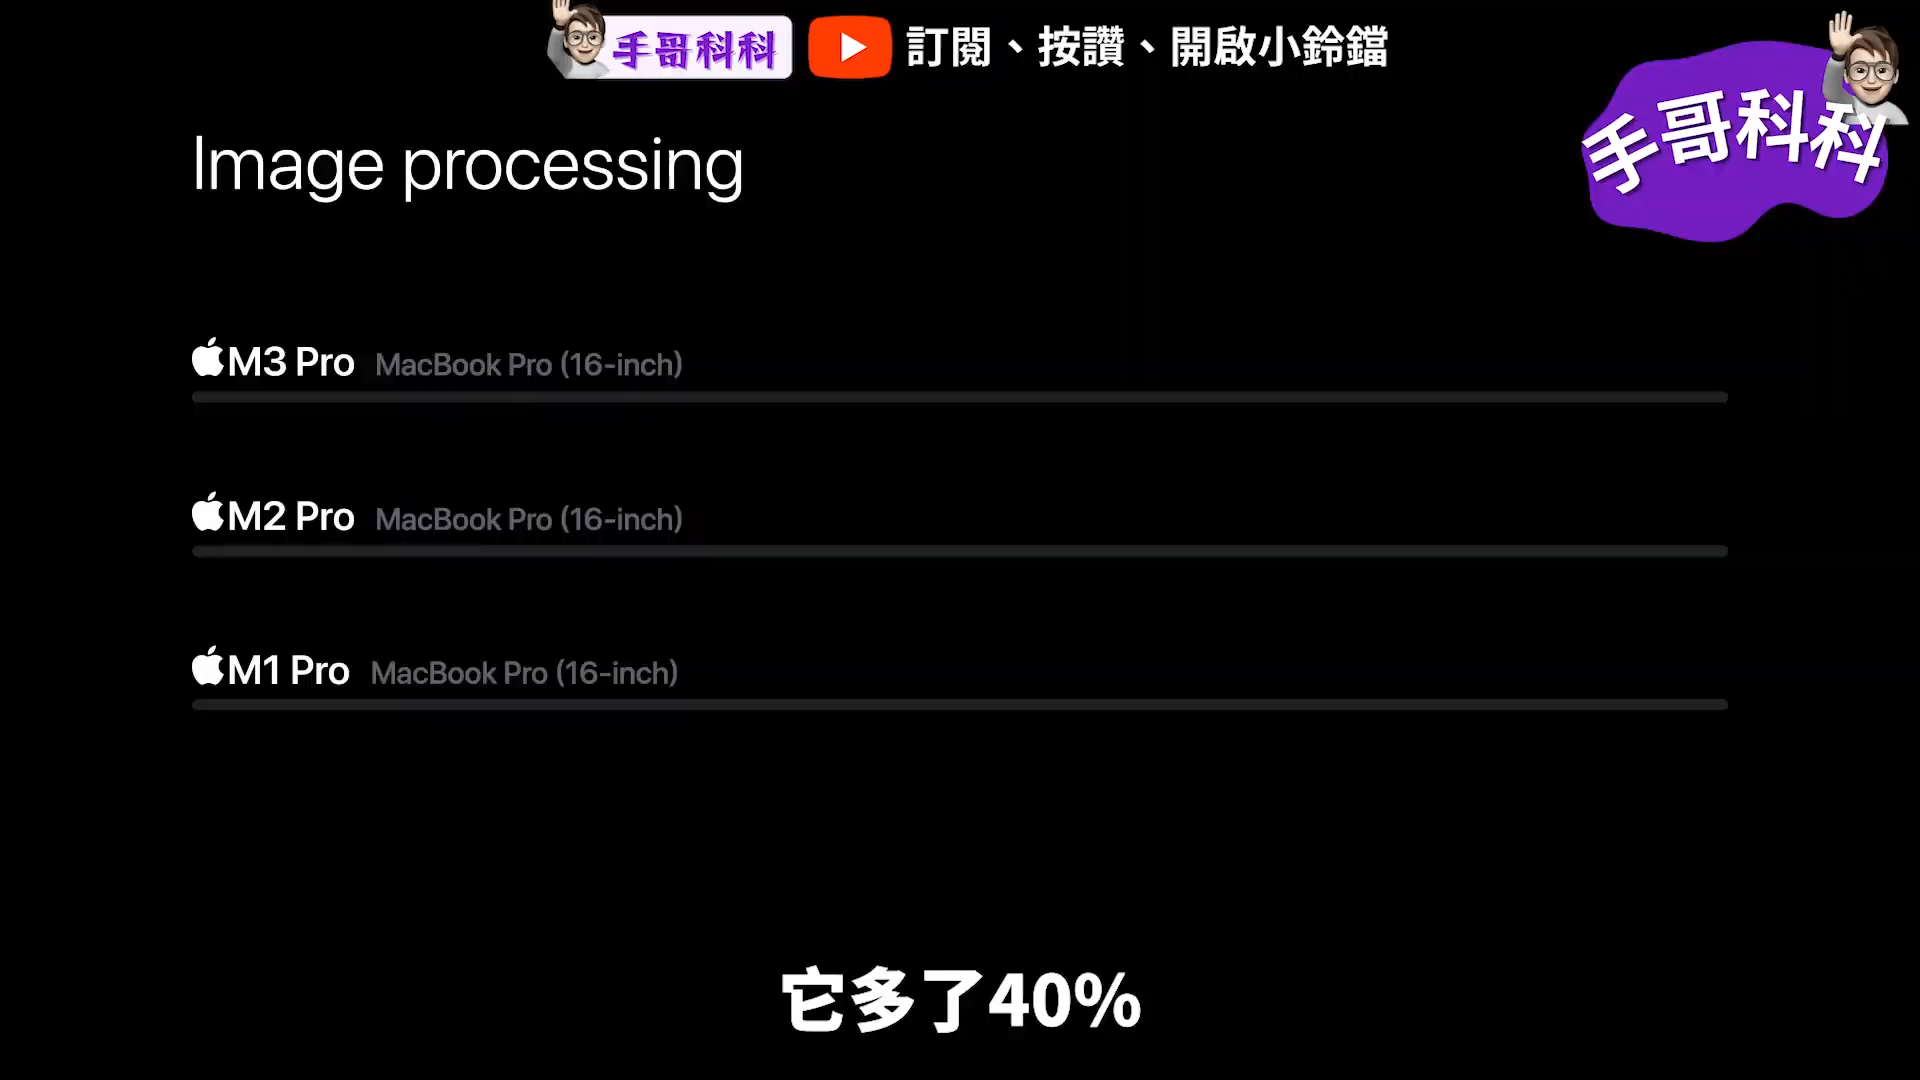 手哥科科 訂閱、按讚、開啟小鈴鐺
手哥科科
Image processing
M3 Pro MacBook Pro (16-inch)
M2 Pro MacBook Pro (16-inch)
M1 Pro MacBook Pro (16-inch)
它多了40%